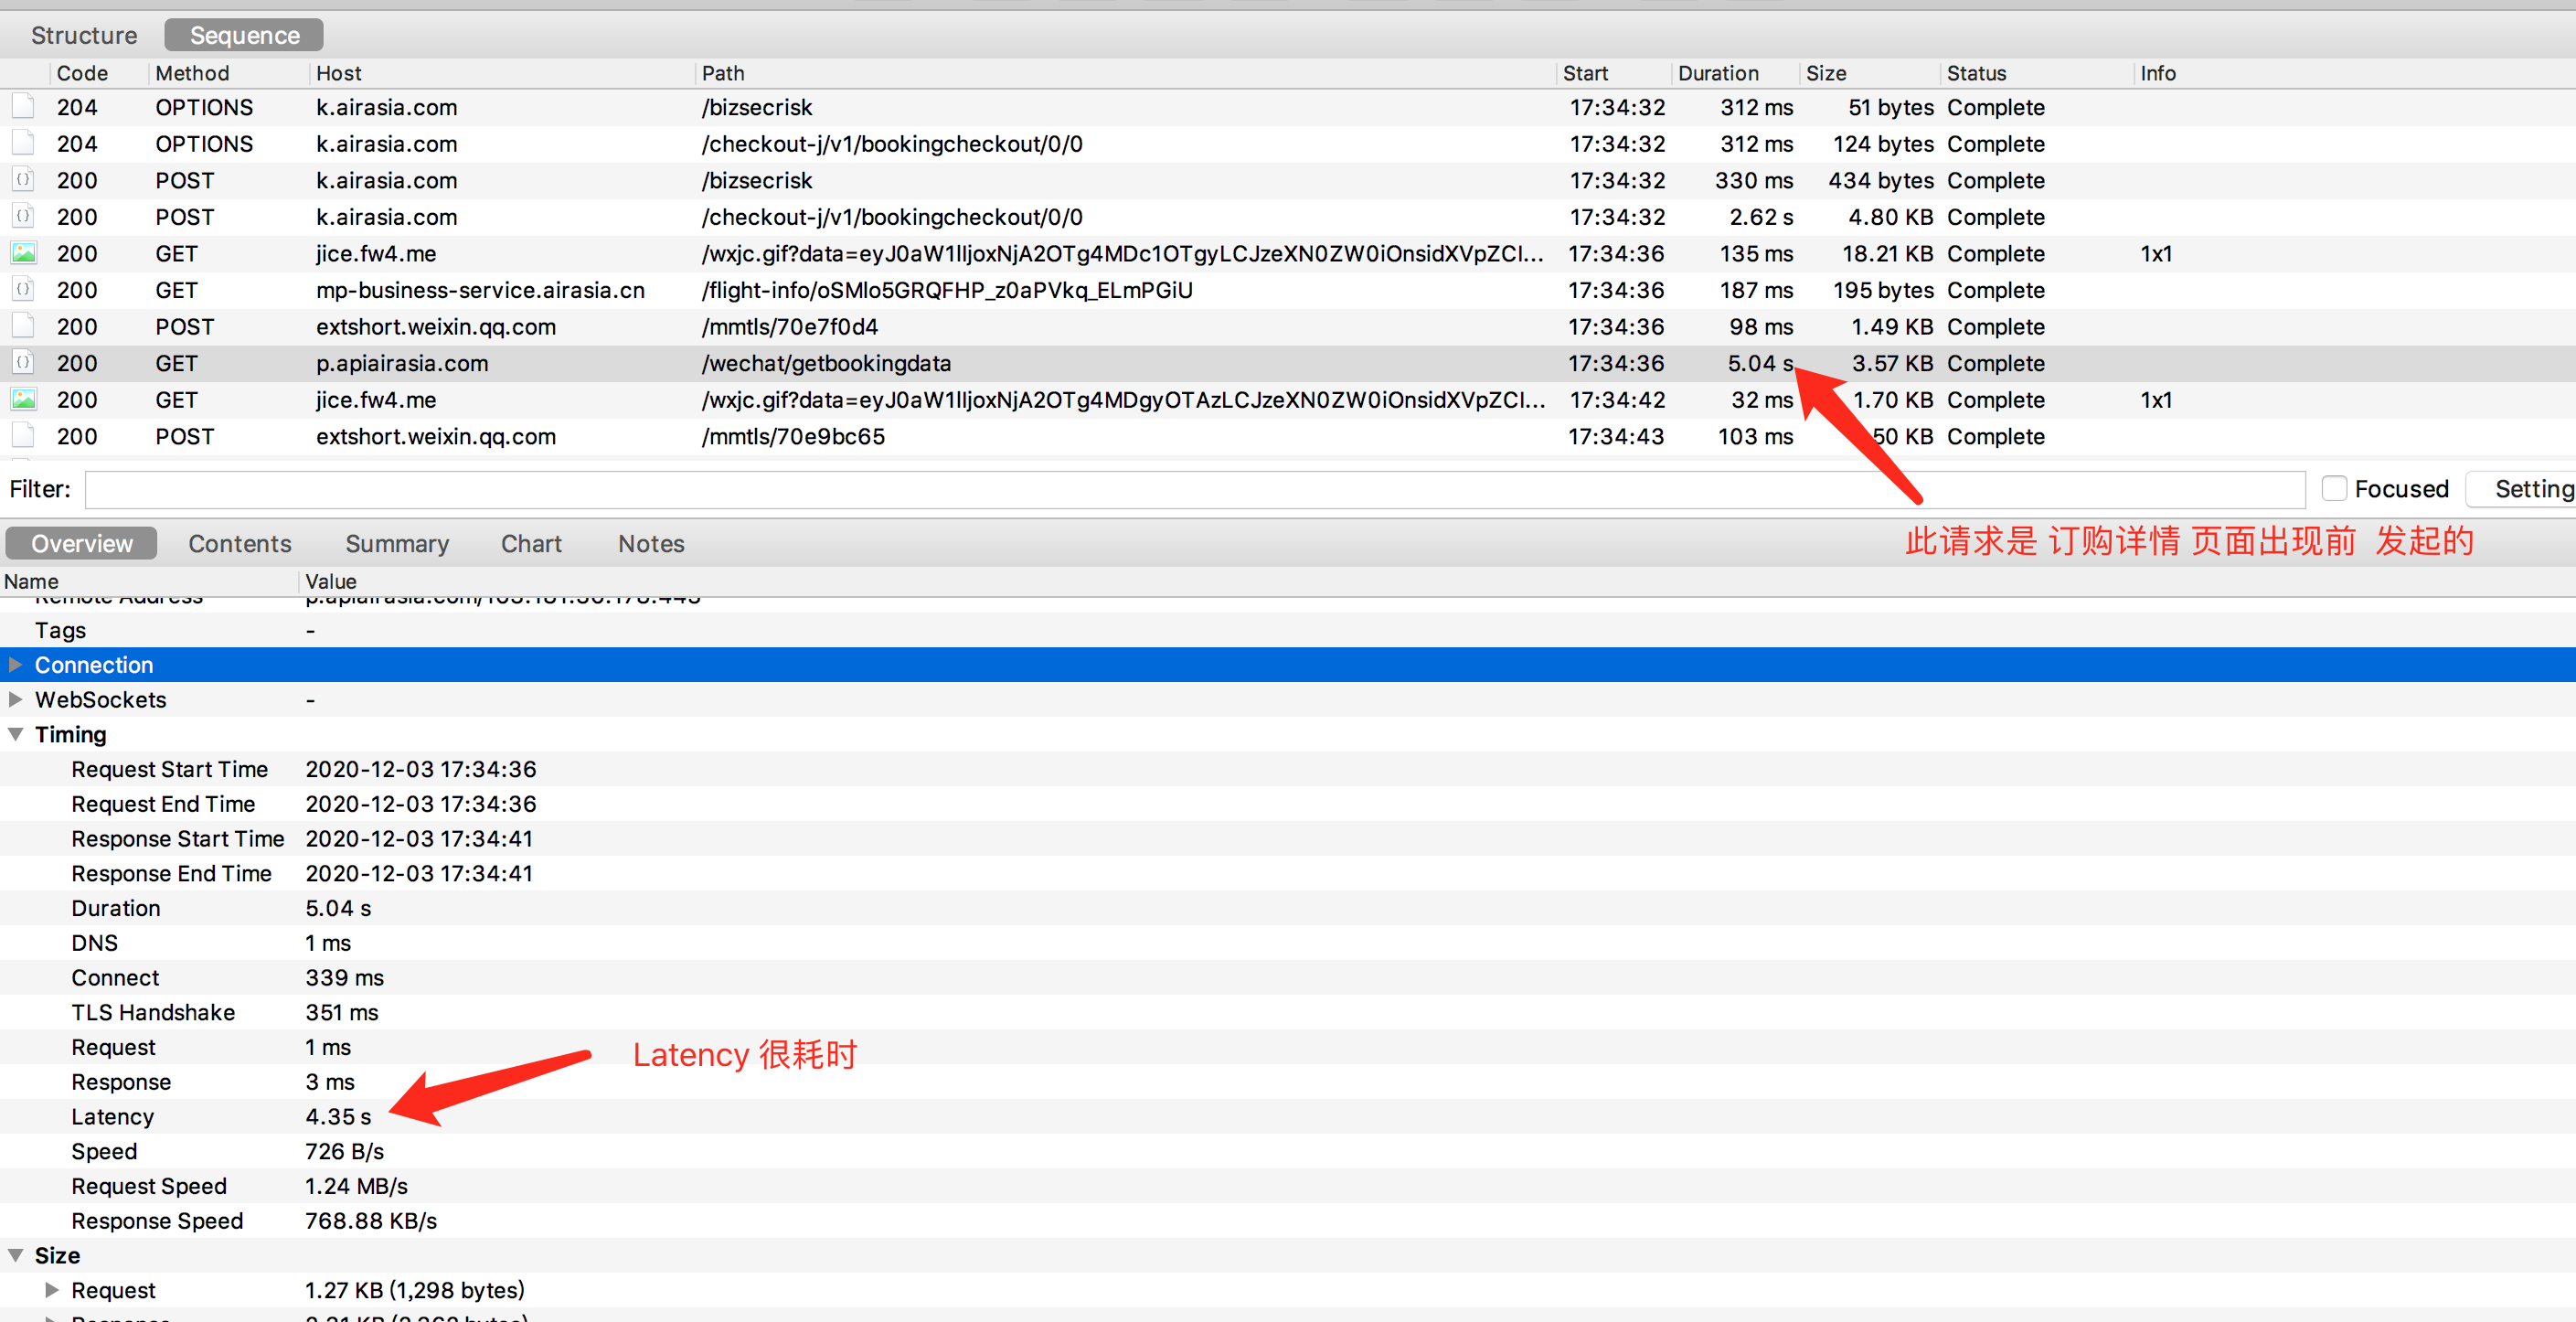 Structure Sequence
Code Method Host Path Start Duration Size Status Info
204 OPTIONS k.airasia.com /bizsecrisk 17:34:32 312 ms 51 bytes Complete
204 OPTIONS k.airasia.com /checkout-j/v1/bookingcheckout/0/0 17:34:32 312 ms 124 bytes Complete
200 POST k.airasia.com /bizsecrisk 17:34:32 330 ms 434 bytes Complete
200 POST k.airasia.com /checkout-j/v1/bookingcheckout/0/0 17:34:32 2.62 s 4.80 KB Complete
200 GET jice.fw4.me /wxjc.gif?data=eyJ0aW1lIjoxNjA2OTg4MDc1OTgyLCJzeXN0ZW0iOnsidXVpZCI... 17:34:36 135 ms 18.21 KB Complete 1x1
200 GET mp-business-service.airasia.cn /flight-info/oSMlo5GRQFHP_z0aPVkq_ELmPGiU 17:34:36 187 ms 195 bytes Complete
200 POST extshort.weixin.qq.com /mmtls/70e7f0d4 17:34:36 98 ms 1.49 KB Complete
200 GET p.apiairasia.com /wechat/getbookingdata 17:34:36 5.04 s 3.57 KB Complete
200 GET jice.fw4.me /wxjc.gif?data=eyJ0aW1lIjoxNjA2OTg4MDgyOTAzLCJzeXN0ZW0iOnsidXVpZCI... 17:34:42 32 ms 1.70 KB Complete 1x1
200 POST extshort.weixin.qq.com /mmtls/70e9bc65 17:34:43 103 ms 50 KB Complete
Filter: Focused Setting
此请求是 订购详情 页面出现前 发起的
Overview Contents Summary Chart Notes
Name Value
Remote Address
Tags -
Connection
WebSockets -
Timing
Request Start Time 2020-12-03 17:34:36
Request End Time 2020-12-03 17:34:36
Response Start Time 2020-12-03 17:34:41
Response End Time 2020-12-03 17:34:41
Duration 5.04 s
DNS 1 ms
Connect 339 ms
TLS Handshake 351 ms
Request 1 ms
Latency 很耗时
Response 3 ms
Latency 4.35 s
Speed 726 B/s
Request Speed 1.24 MB/s
Response Speed 768.88 KB/s
Size
Request 1.27 KB (1,298 bytes)